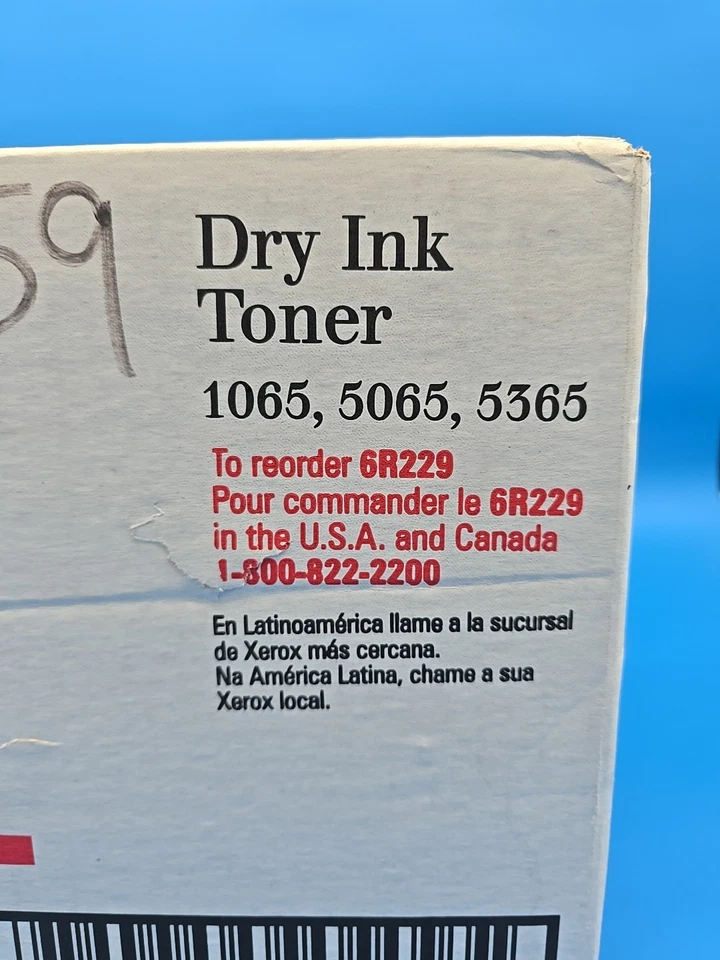 59
Dry Ink
Toner
1065, 5065, 5365
To reorder 6R229
Pour commander le 6R229
in the U.S.A. and Canada
1-800-822-2200
En Latinoamérica llame a la sucursal
de Xerox más cercana.
Na América Latina, chame a sua
Xerox local.